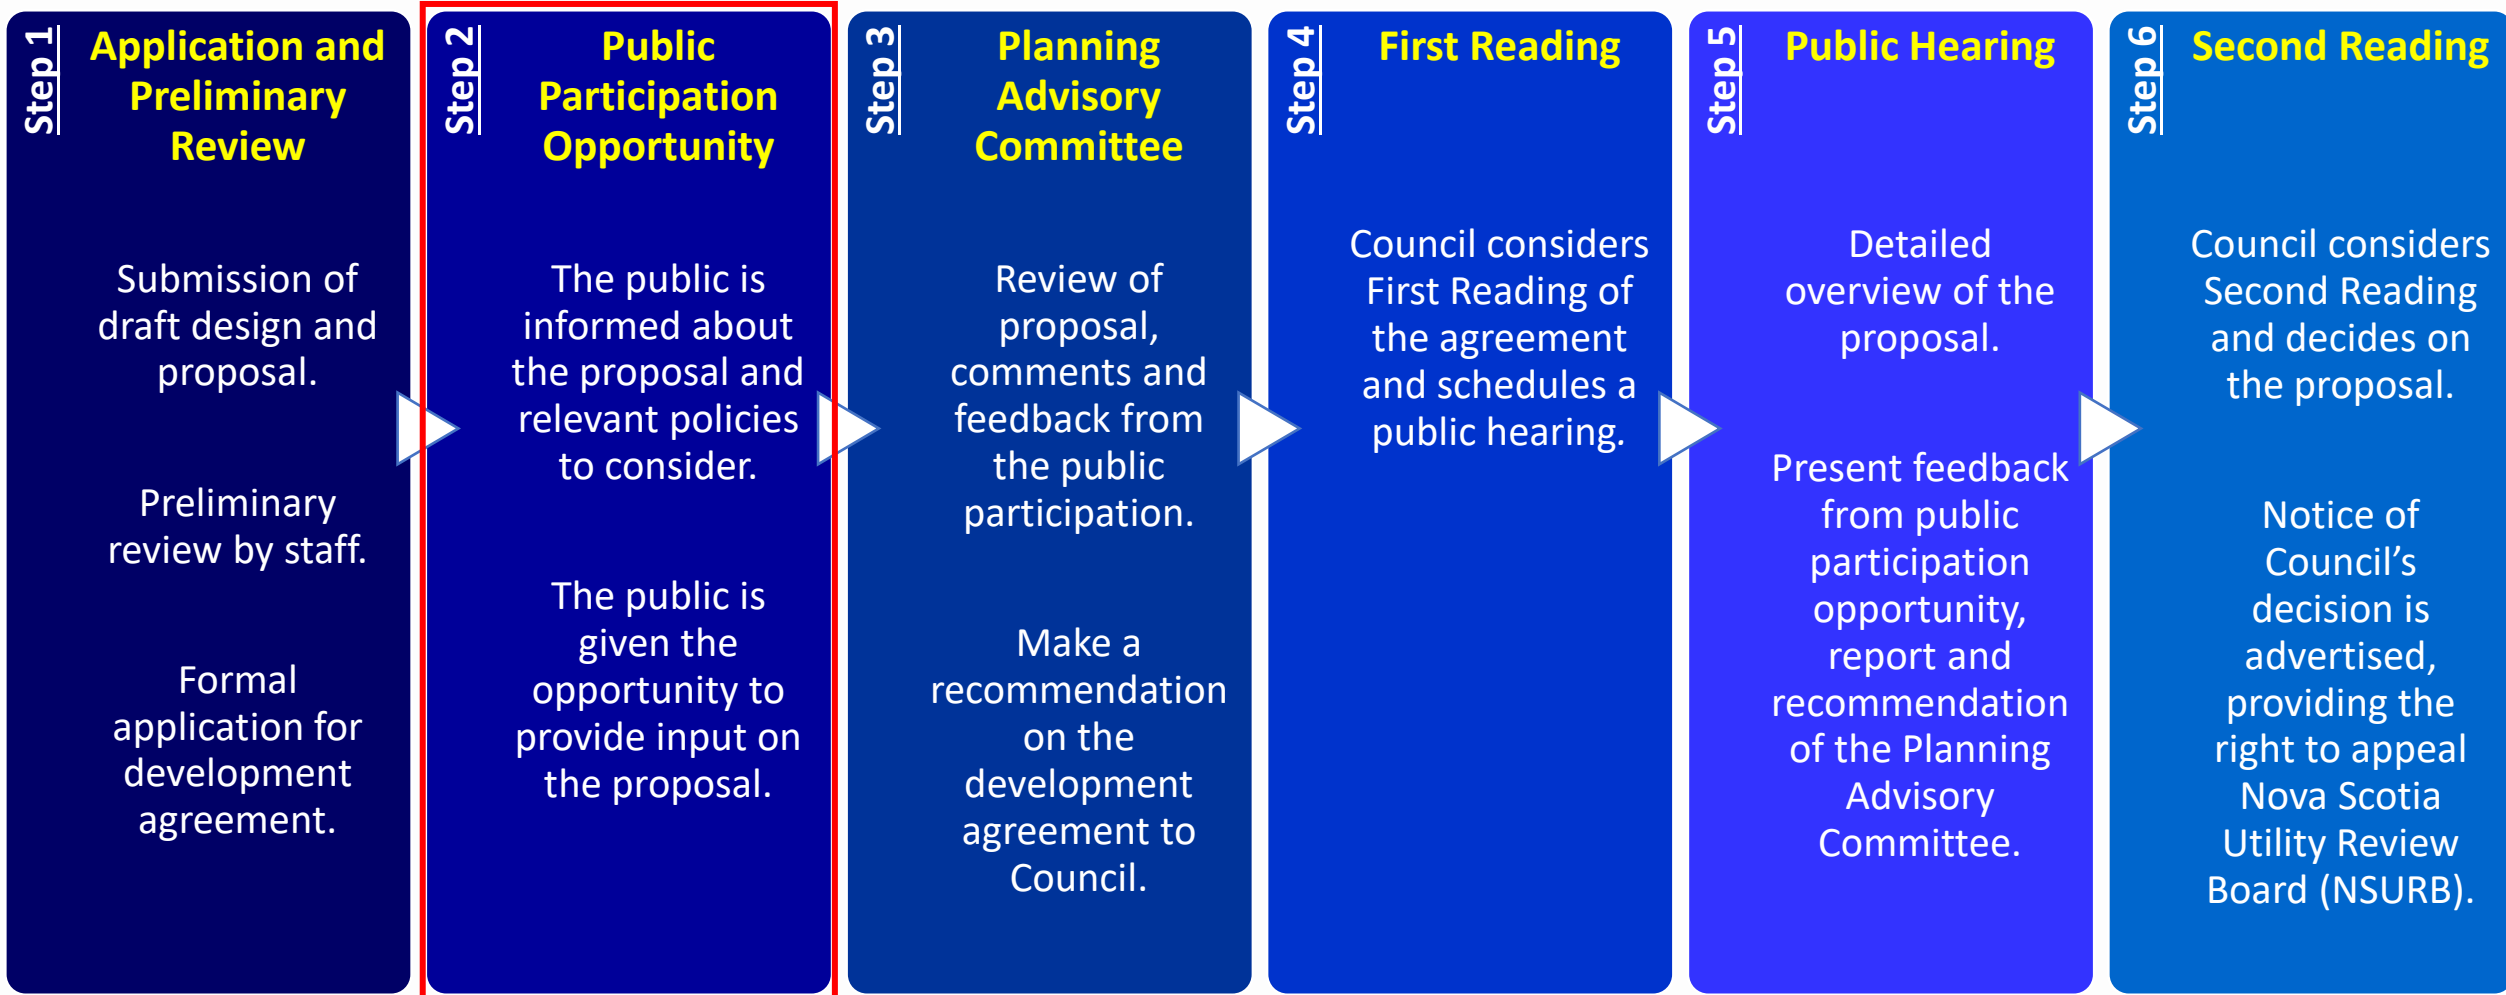 Step 1
Application and
Preliminary
Review
Submission of
draft design and
proposal.
Preliminary
review by staff.
Formal
application for
development
agreement.
Step 2
Public
Participation
Opportunity
The public is
informed about
the proposal and
relevant policies
to consider.
The public is
given the
opportunity to
provide input on
the proposal.
Step 3
Planning
Advisory
Committee
Review of
proposal,
comments and
feedback from
the public
participation.
Make a
recommendation
on the
development
agreement to
Council.
Step 4
First Reading
Council considers
First Reading of
the agreement
and schedules a
public hearing.
Step 5
Public Hearing
Detailed
overview of the
proposal.
Present feedback
from public
participation
opportunity,
report and
recommendation
of the Planning
Advisory
Committee.
Step 6
Second Reading
Council considers
Second Reading
and decides on
the proposal.
Notice of
Council’s
decision is
advertised,
providing the
right to appeal
Nova Scotia
Utility Review
Board (NSURB).